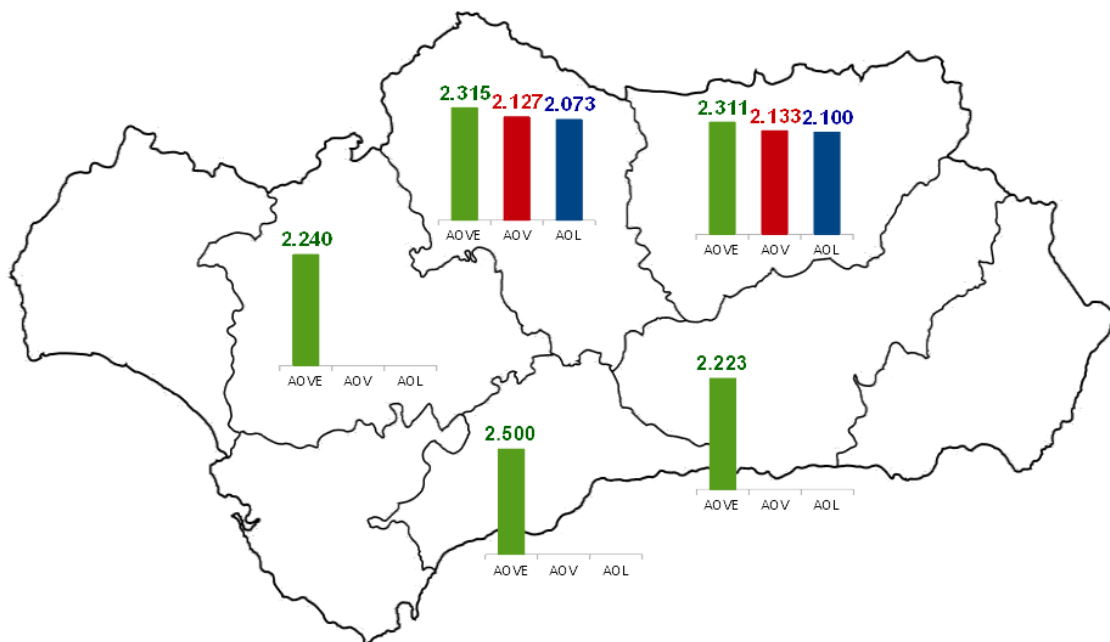 2.315 2.127 2.073
AOVE AOV AOL
2.311 2.133 2.100
AOVE AOV AOL
2.240
AOVE AOV AOL
2.223
AOVE AOV AOL
2.500
AOVE AOV AOL